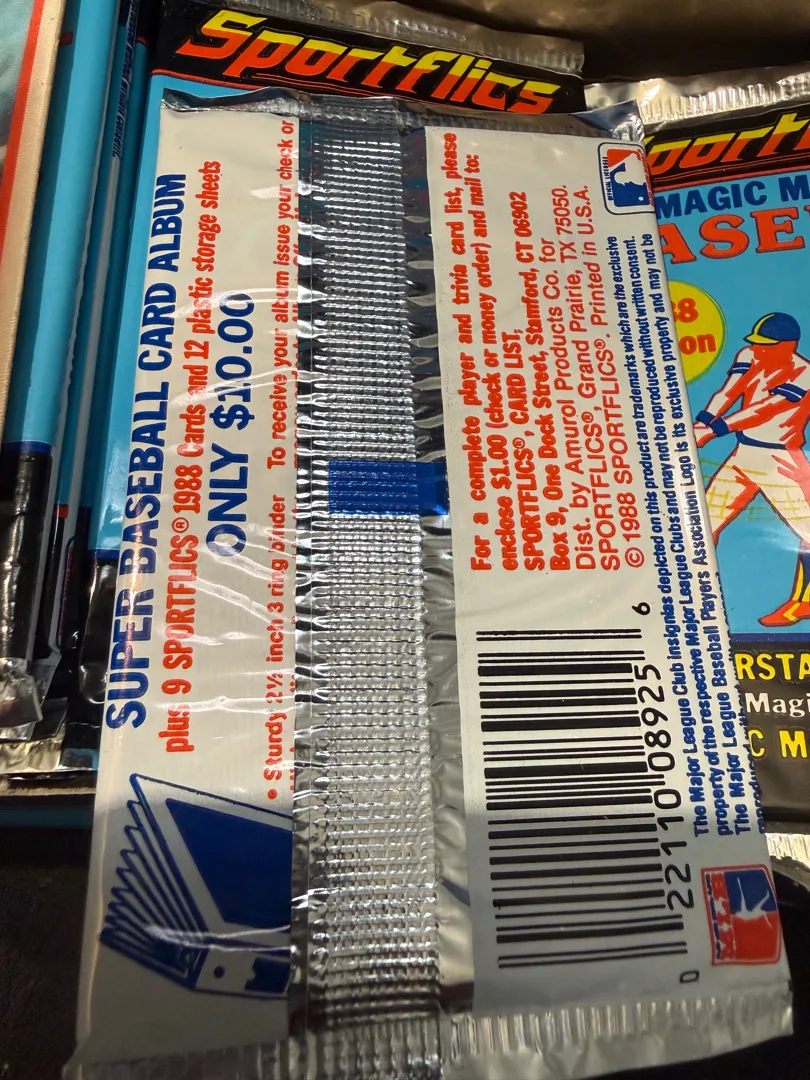 Sportflics
SUPER BASEBALL CARD ALBUM
plus 9 SPORTFLICS® 1988 Cards and 12 plastic storage sheets
ONLY $10.00
• Sturdy 2½ inch 3 ring binder To receive your album issue your check or
For a complete player and trivia card list, please
enclose $1.00 (check or money order) and mail to:
SPORTFLICS®, CARD LIST,
Box 9, One Dock Street, Stamford, CT 06902
Dist. by Amurol Products Co. for
SPORTFLICS®, Grand Prairie, TX 75050.
© 1988 SPORTFLICS®. Printed in U.S.A.
0 22110 08925 6
The Major League Club insignias depicted on this product are trademarks which are the exclusive
property of the respective Major League Clubs and may not be reproduced without written consent.
The Major League Baseball Players Association Logo is its exclusive property and may not be
MAGIC M
ASE
8
on
RSTA
Magi
C M